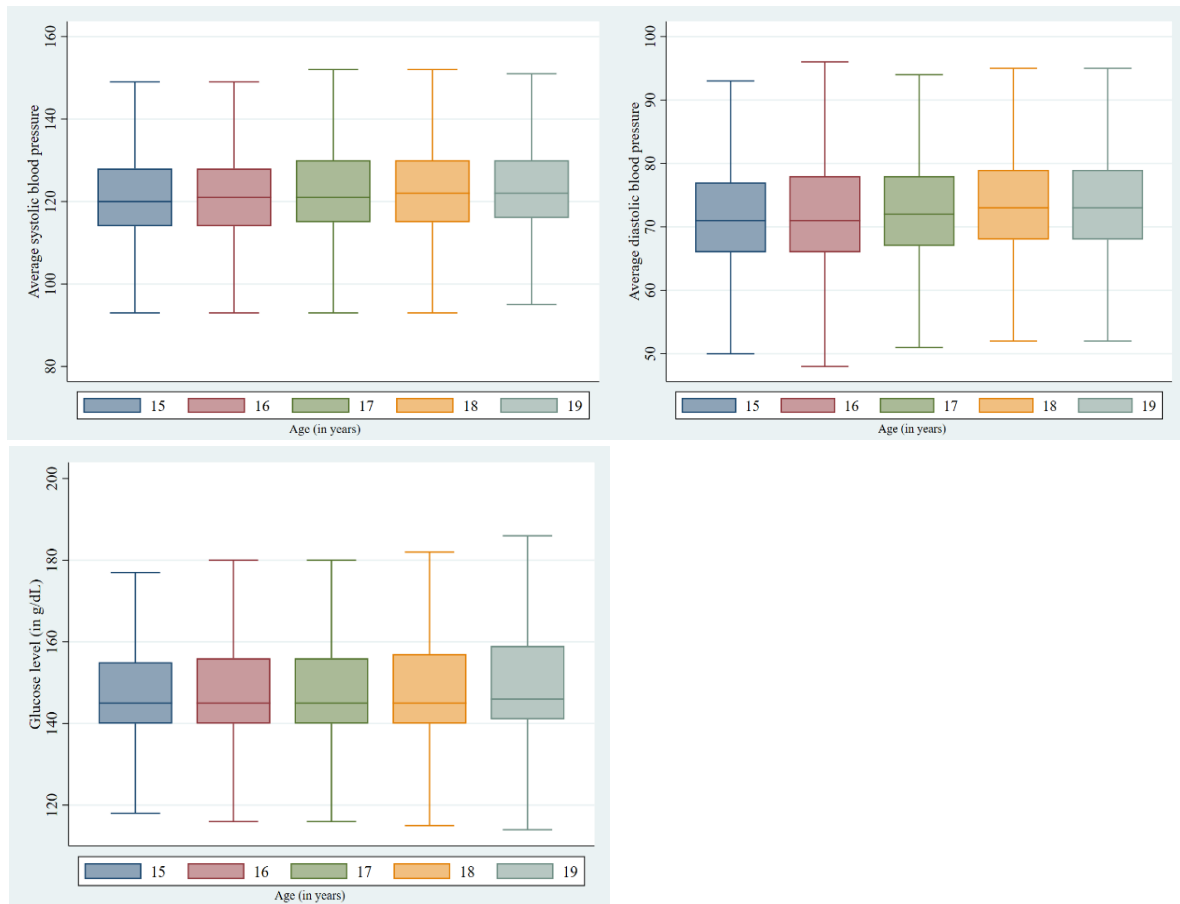 Average systolic blood pressure
160
140
120
100
80
15 16 17 18 19
Age (in years)
Average diastolic blood pressure
100
90
80
70
60
50
15 16 17 18 19
Age (in years)
Glucose level (in g/dL)
200
180
160
140
120
15 16 17 18 19
Age (in years)